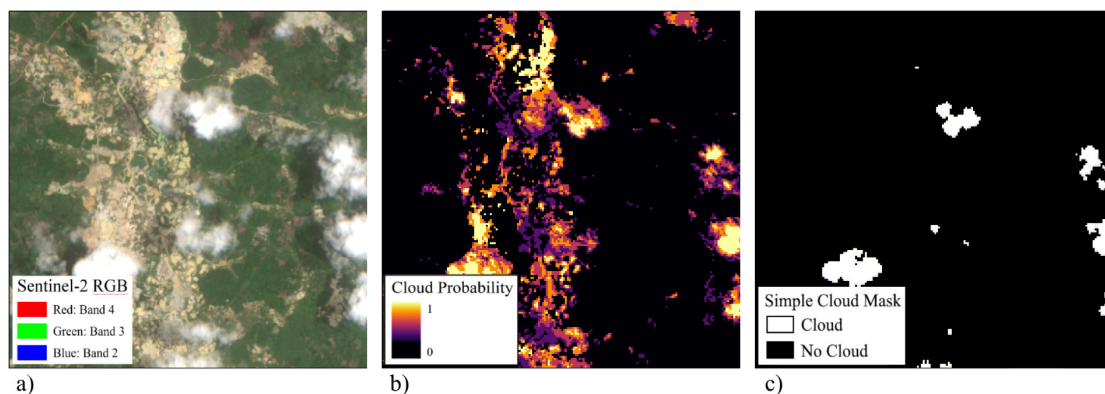 Sentinel-2 RGB
Red: Band 4
Green: Band 3
Blue: Band 2
a)
Cloud Probability
1
0
b)
Simple Cloud Mask
Cloud
No Cloud
c)